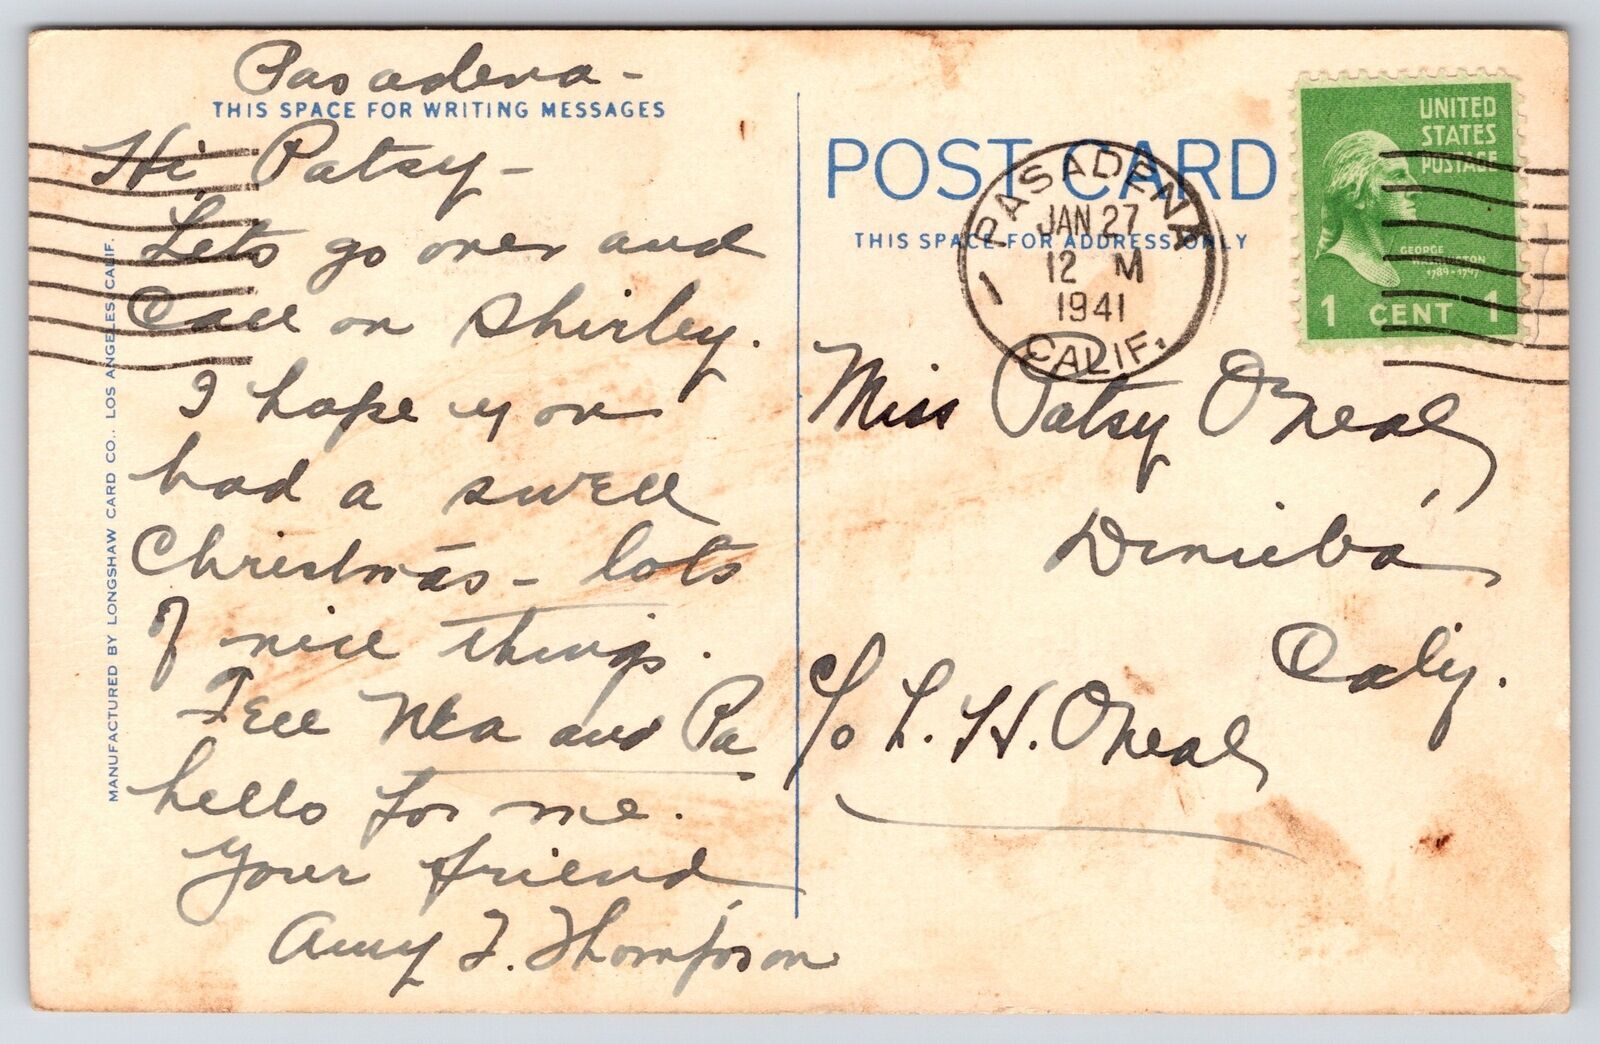 Pasadena -
THIS SPACE FOR WRITING MESSAGES
Hi, Patsy -
Lets go over and
Call on Shirley.
I hope you
had a swell
Christmas - lots
of nice things.
Tell Ma and Pa
hello for me.
Your friend,
Amy T. Thompson
MANUFACTURED BY LONGSHAW CARD CO., LOS ANGELES, CALIF.
POST CARD
THIS SPACE FOR ADDRESS ONLY
PASADENA
1
JAN 27
12 M
1941
CALIF.
UNITED
STATES
POSTAGE
GEORGE
WASHINGTON
1789-1797
1 CENT 1
Miss Patsy O'Neal,
Dinuba
Calif.
c/o L. H. O'Neal